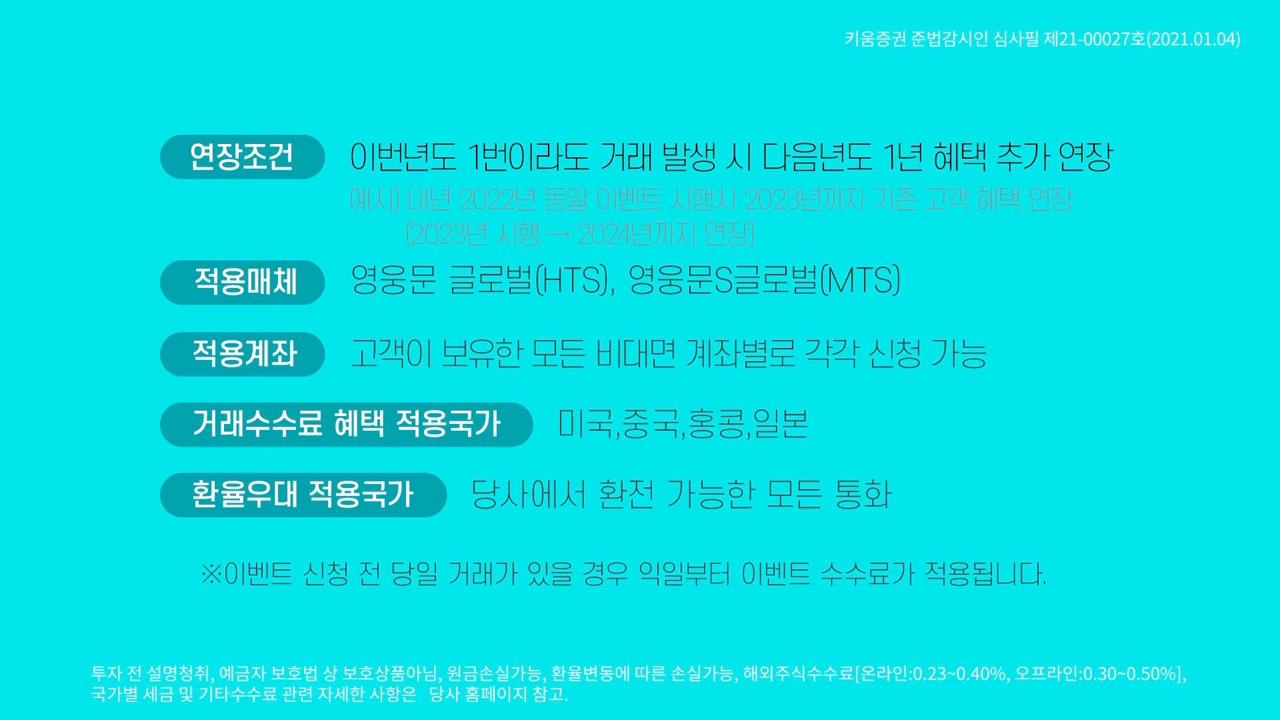 키움증권 준법감시인 심사필 제21-00027호(2021.01.04)
연장조건 이번년도 1번이라도 거래 발생 시 다음년도 1년 혜택 추가 연장
예시) 내년 2022년 동일 이벤트 시행시 2023년까지 기존 고객 혜택 연장
(2023년 시행 → 2024년까지 연장)
적용매체 영웅문 글로벌(HTS), 영웅문S글로벌(MTS)
적용계좌 고객이 보유한 모든 비대면 계좌별로 각각 신청 가능
거래수수료 혜택 적용국가 미국,중국,홍콩,일본
환율우대 적용국가 당사에서 환전 가능한 모든 통화
※이벤트 신청 전 당일 거래가 있을 경우 익일부터 이벤트 수수료가 적용됩니다.
투자 전 설명청취, 예금자 보호법 상 보호상품아님, 원금손실가능, 환율변동에 따른 손실가능, 해외주식수수료[온라인:0.23~0.40%, 오프라인:0.30~0.50%],
국가별 세금 및 기타수수료 관련 자세한 사항은 당사 홈페이지 참고.